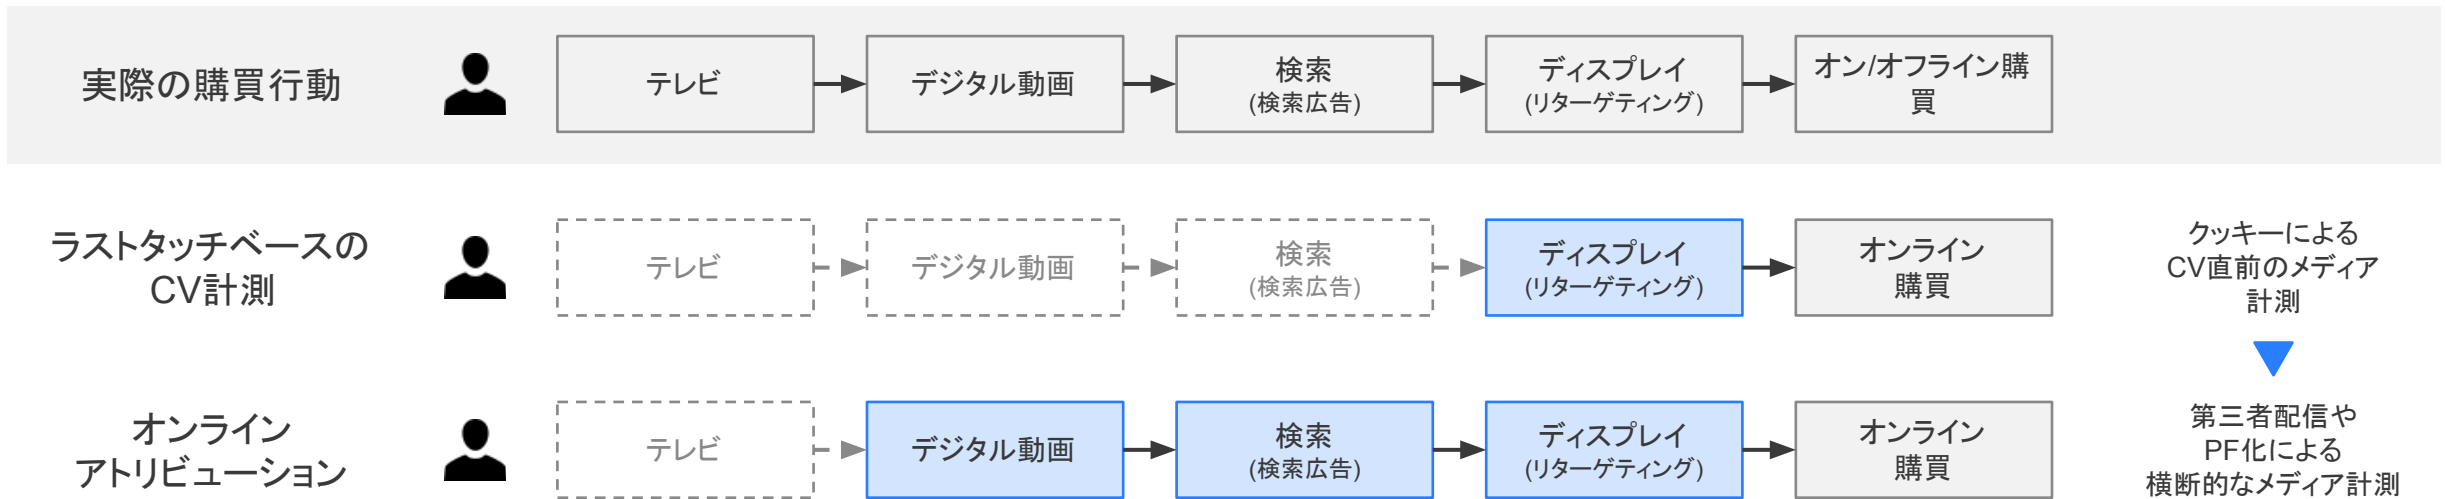 実際の購買行動
テレビ
デジタル動画
検索
(検索広告)
ディスプレイ
(リターゲティング)
オン/オフライン購
買
ラストタッチベースの
CV計測
テレビ
デジタル動画
検索
(検索広告)
ディスプレイ
(リターゲティング)
オンライン
購買
クッキーによる
CV直前のメディア
計測
オンライン
アトリビューション
テレビ
デジタル動画
検索
(検索広告)
ディスプレイ
(リターゲティング)
オンライン
購買
第三者配信や
PF化による
横断的なメディア計測